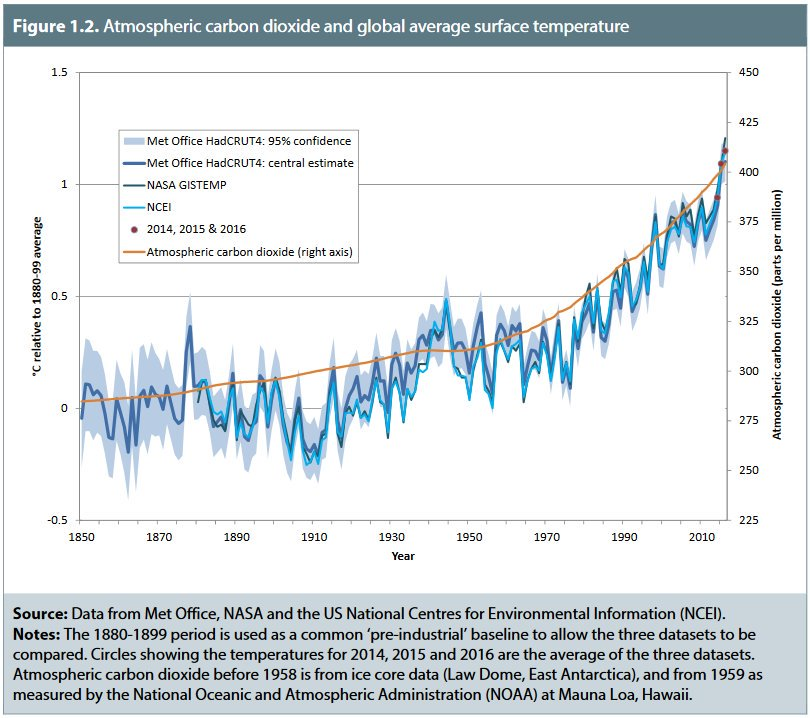 Figure 1.2. Atmospheric carbon dioxide and global average surface temperature
1.5
1
0.5
0
-0.5
°C relative to 1880-99 average
Met Office HadCRUT4: 95% confidence
Met Office HadCRUT4: central estimate
NASA GISTEMP
NCEI
2014, 2015 & 2016
Atmospheric carbon dioxide (right axis)
450
425
400
375
350
325
300
275
250
225
Atmospheric carbon dioxide (parts per million)
1850 1870 1890 1910 1930 1950 1970 1990 2010
Year
Source: Data from Met Office, NASA and the US National Centres for Environmental Information (NCEI).
Notes: The 1880-1899 period is used as a common ‘pre-industrial’ baseline to allow the three datasets to be
compared. Circles showing the temperatures for 2014, 2015 and 2016 are the average of the three datasets.
Atmospheric carbon dioxide before 1958 is from ice core data (Law Dome, East Antarctica), and from 1959 as
measured by the National Oceanic and Atmospheric Administration (NOAA) at Mauna Loa, Hawaii.